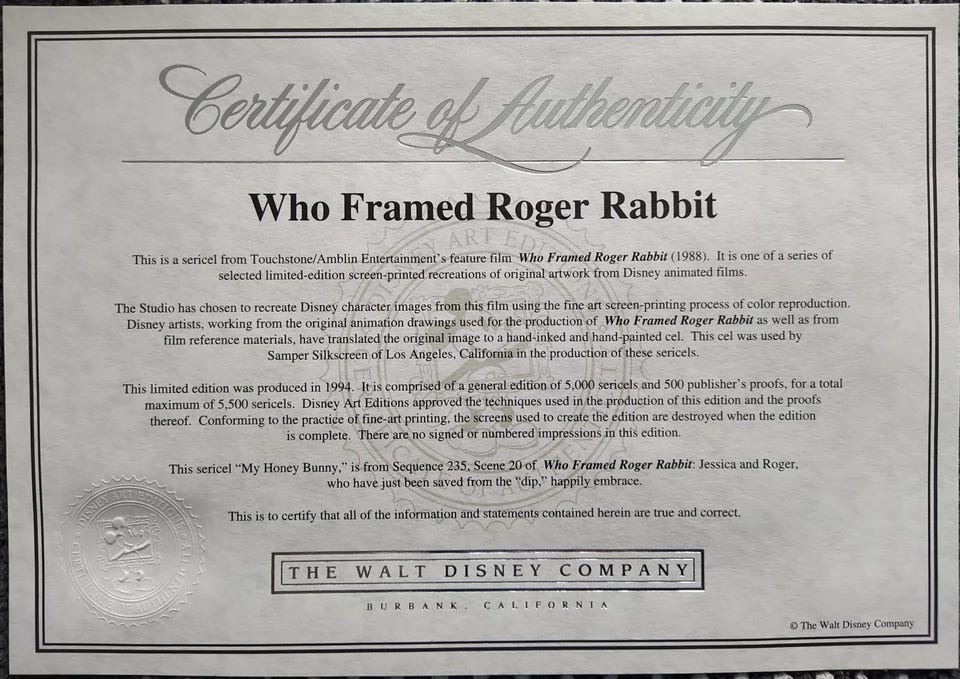 Certificate of Authenticity
Who Framed Roger Rabbit
This is a sericel from Touchstone/Amblin Entertainment's feature film Who Framed Roger Rabbit (1988). It is one of a series of
selected limited-edition screen-printed recreations of original artwork from Disney animated films.
The Studio has chosen to recreate Disney character images from this film using the fine art screen-printing process of color reproduction.
Disney artists, working from the original animation drawings used for the production of Who Framed Roger Rabbit as well as from
film reference materials, have translated the original image to a hand-inked and hand-painted cel. This cel was used by
Samper Silkscreen of Los Angeles, California in the production of these sericels.
This limited edition was produced in 1994. It is comprised of a general edition of 5,000 sericels and 500 publisher's proofs, for a total
maximum of 5,500 sericels. Disney Art Editions approved the techniques used in the production of this edition and the proofs
thereof. Conforming to the practice of fine-art printing, the screens used to create the edition are destroyed when the edition
is complete. There are no signed or numbered impressions in this edition.
This sericel "My Honey Bunny," is from Sequence 235, Scene 20 of Who Framed Roger Rabbit: Jessica and Roger,
who have just been saved from the "dip," happily embrace.
This is to certify that all of the information and statements contained herein are true and correct.
DISNEY ART EDITIONS
THE WALT DISNEY COMPANY
BURBANK, CALIFORNIA
© The Walt Disney Company